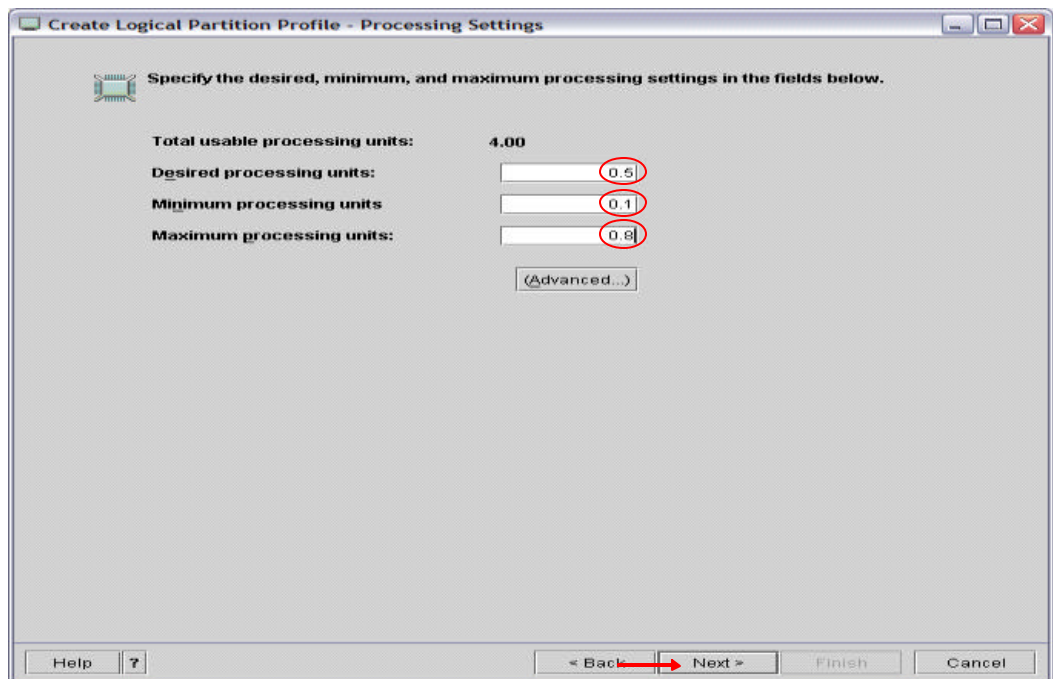 Create Logical Partition Profile - Processing Settings
Specify the desired, minimum, and maximum processing settings in the fields below.
Total usable processing units: 4.00
Desired processing units: 0.5
Minimum processing units 0.1
Maximum processing units: 0.8
(Advanced...)
Help ? < Back Next > Finish Cancel